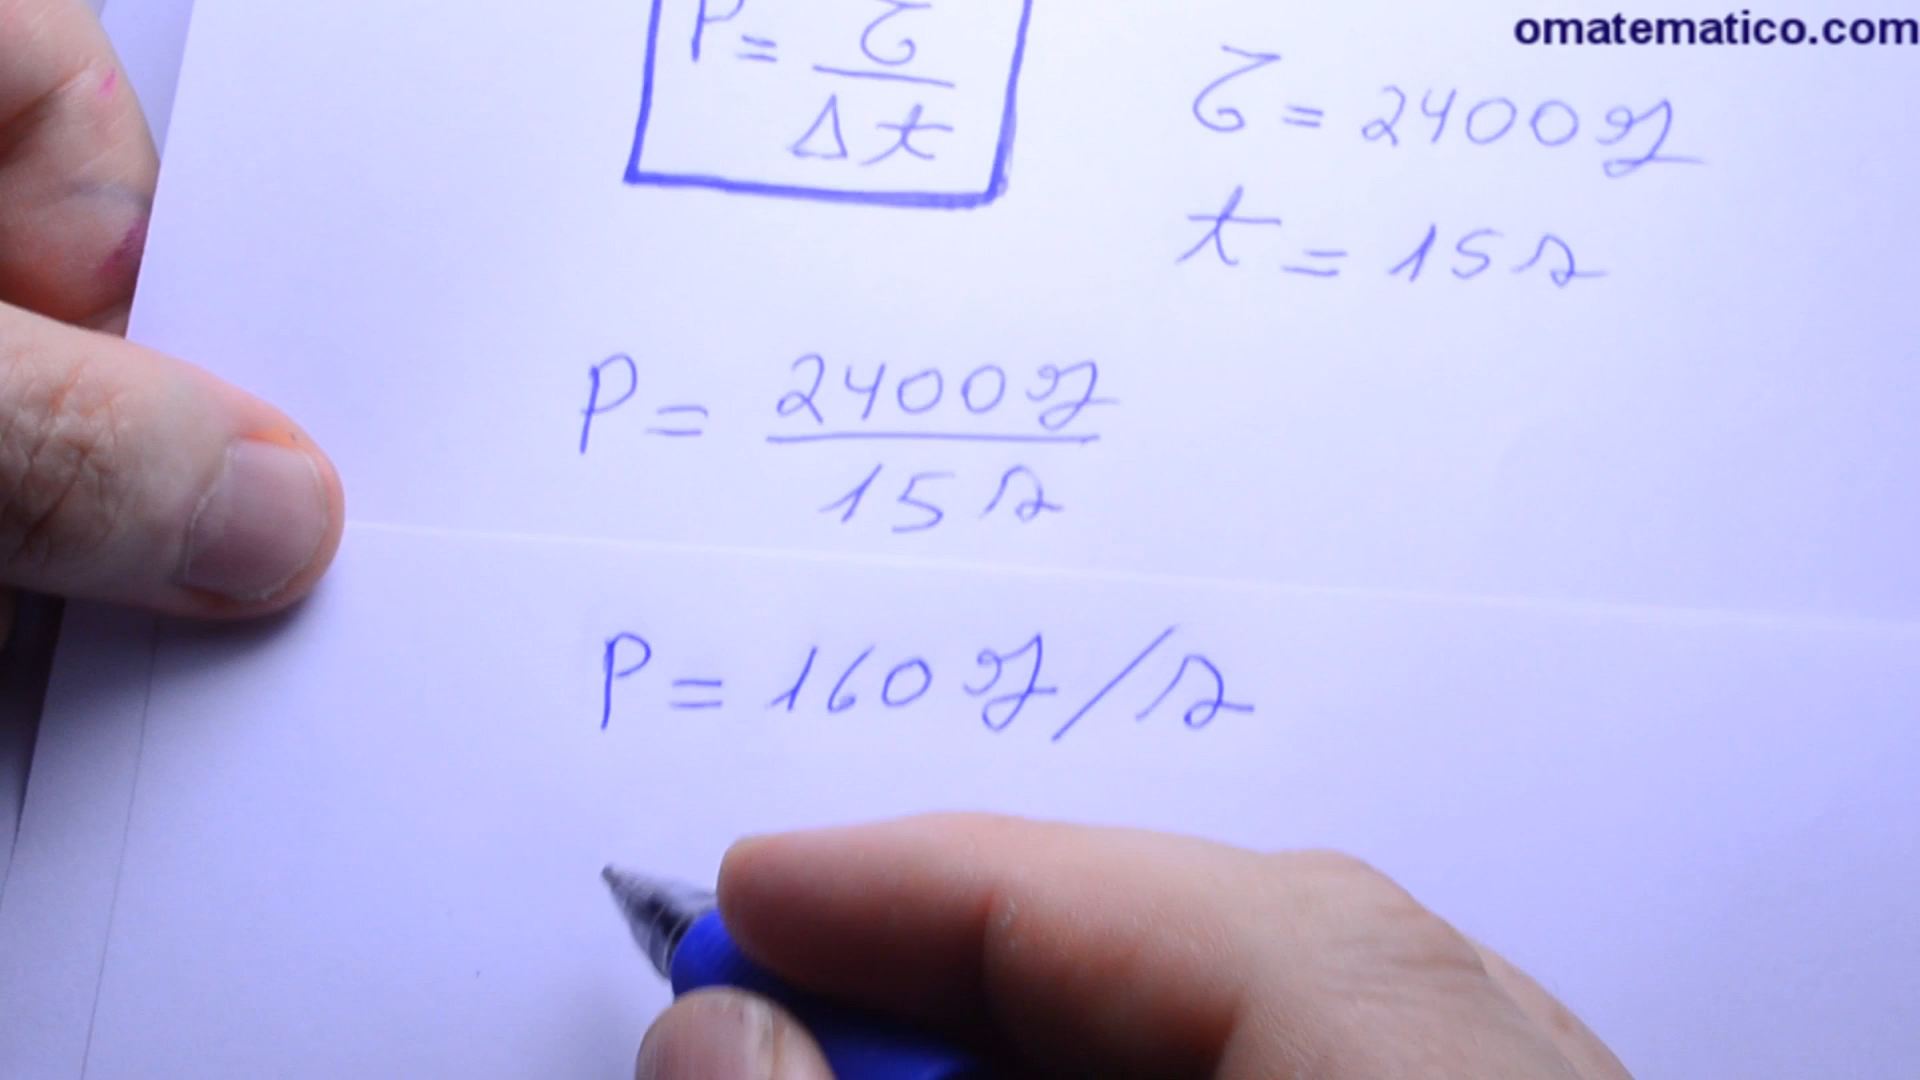 omatematico.com
P = τ / Δt
τ = 2400 J
t = 15 s
P = 2400 J / 15 s
P = 160 J/s